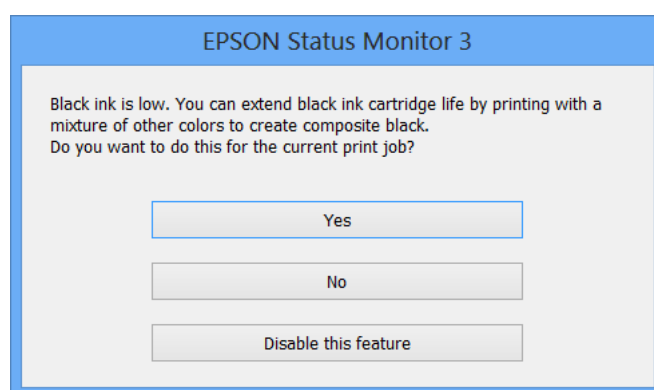 EPSON Status Monitor 3
Black ink is low. You can extend black ink cartridge life by printing with a
mixture of other colors to create composite black.
Do you want to do this for the current print job?
Yes
No
Disable this feature